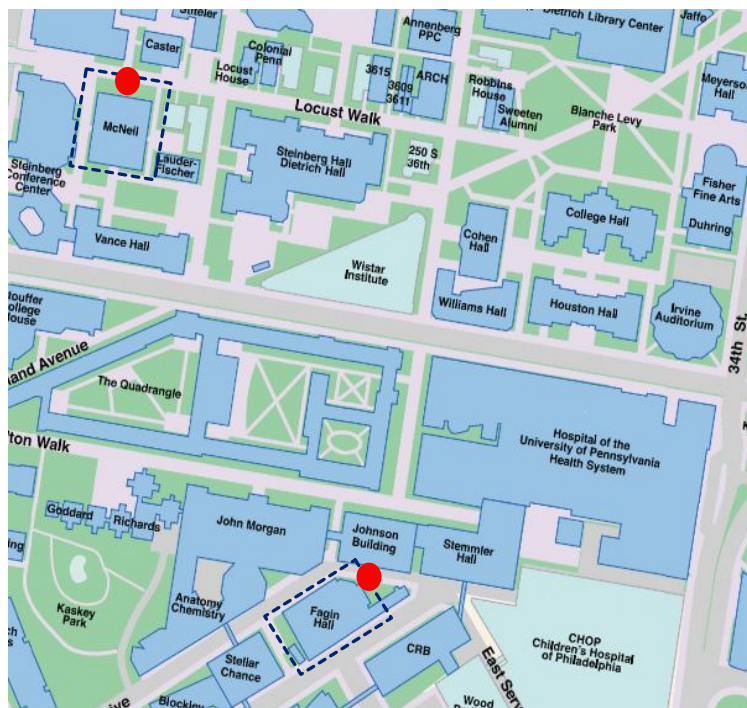 Stiteler
Annenberg
PPC
Dietrich Library Center
Jaffe
Caster
Colonial
Penn
Locust
House
3615
3609
3611
ARCH
Robbins
House
Sweeten
Alumni
Meyerson
Hall
Locust Walk
Blanche Levy
Park
McNeil
Lauder-
Fischer
Steinberg Hall
Dietrich Hall
250 S
36th
Steinberg
Conference
Center
Fisher
Fine Arts
Duhring
College Hall
Cohen
Hall
Vance Hall
Wistar
Institute
Williams Hall
Houston Hall
Irvine
Auditorium
34th St.
touffer
College
House
and Avenue
The Quadrangle
ton Walk
Hospital of the
University of Pennsylvania
Health System
Goddard
Richards
John Morgan
Johnson
Building
Stemmler
Hall
Kaskey
Park
Anatomy
Chemistry
Fagin
Hall
CHOP
Children's Hospital
of Philadelphia
CRB
Stellar
Chance
East Serv
Blockley
Wood
ive